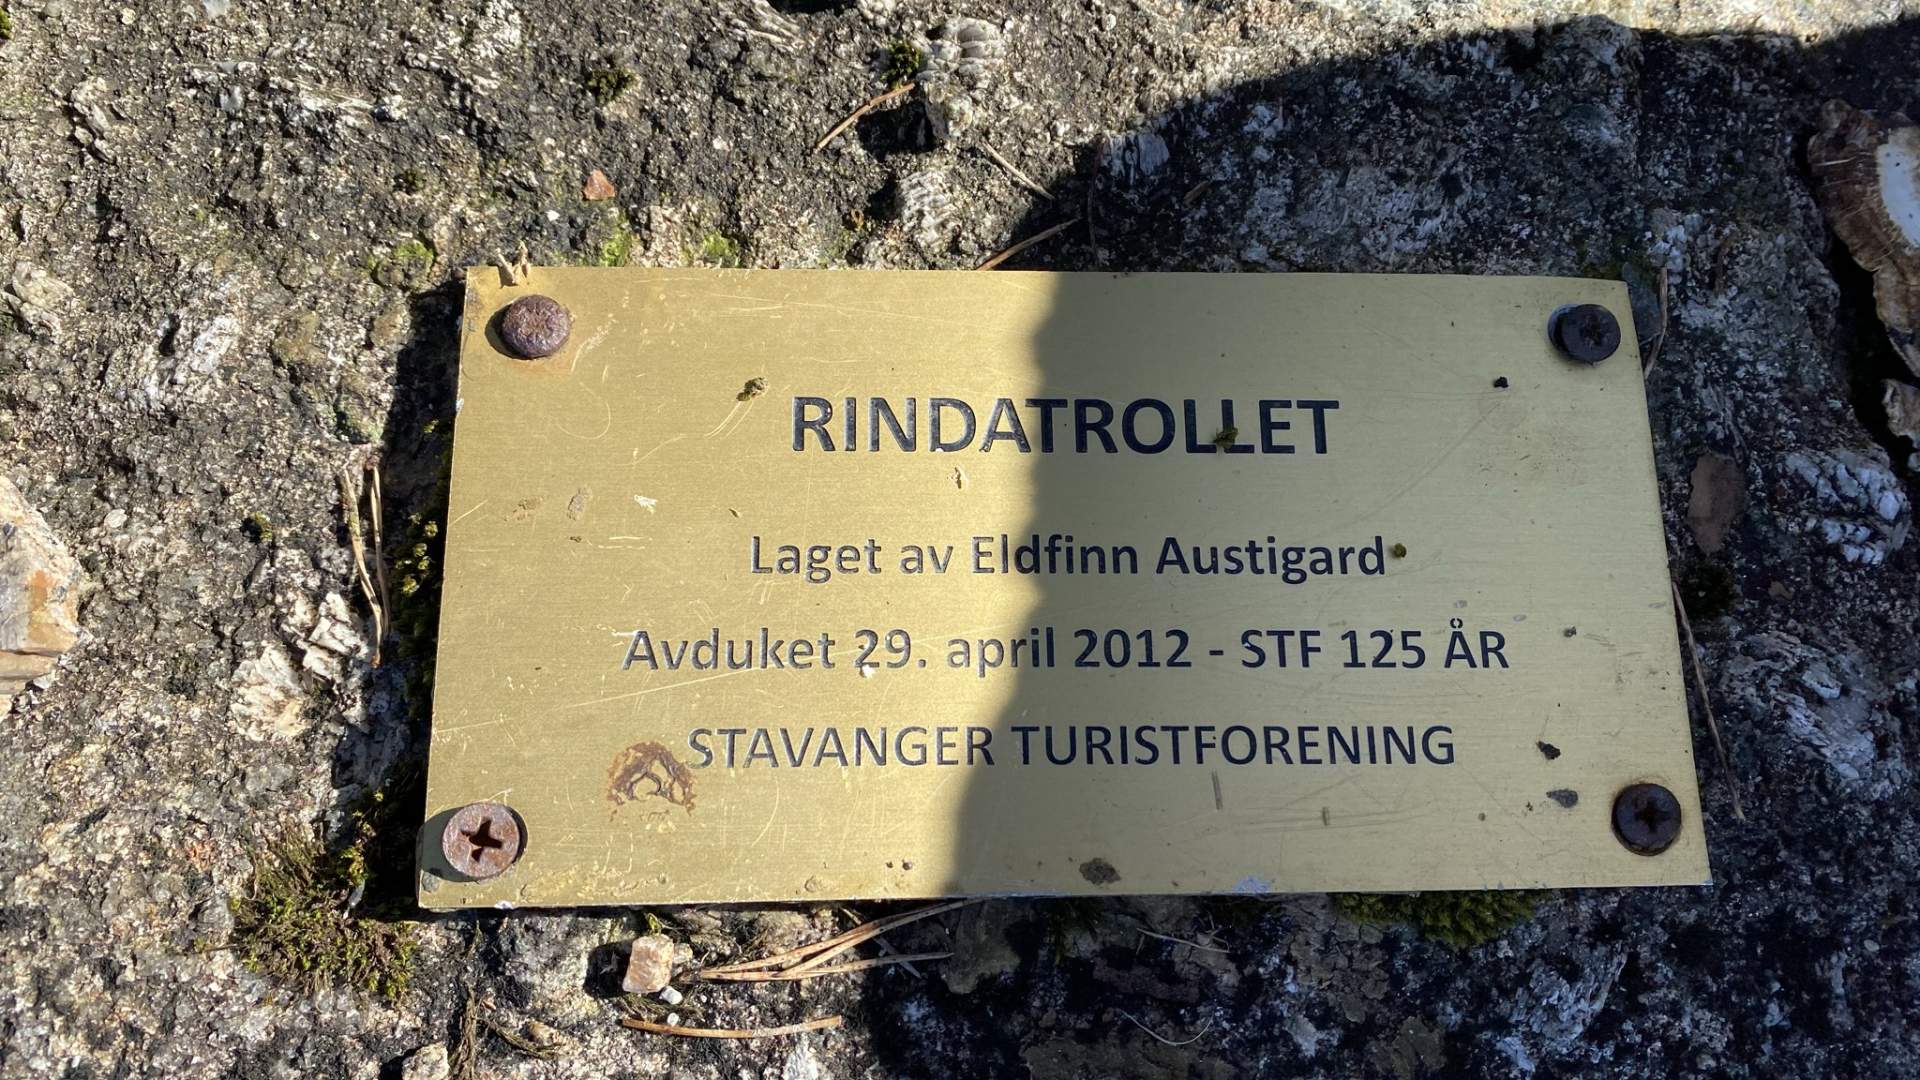 RINDATROLLET
Laget av Eldfinn Austigard
Avduket 29. april 2012 - STF 125 ÅR
STAVANGER TURISTFORENING